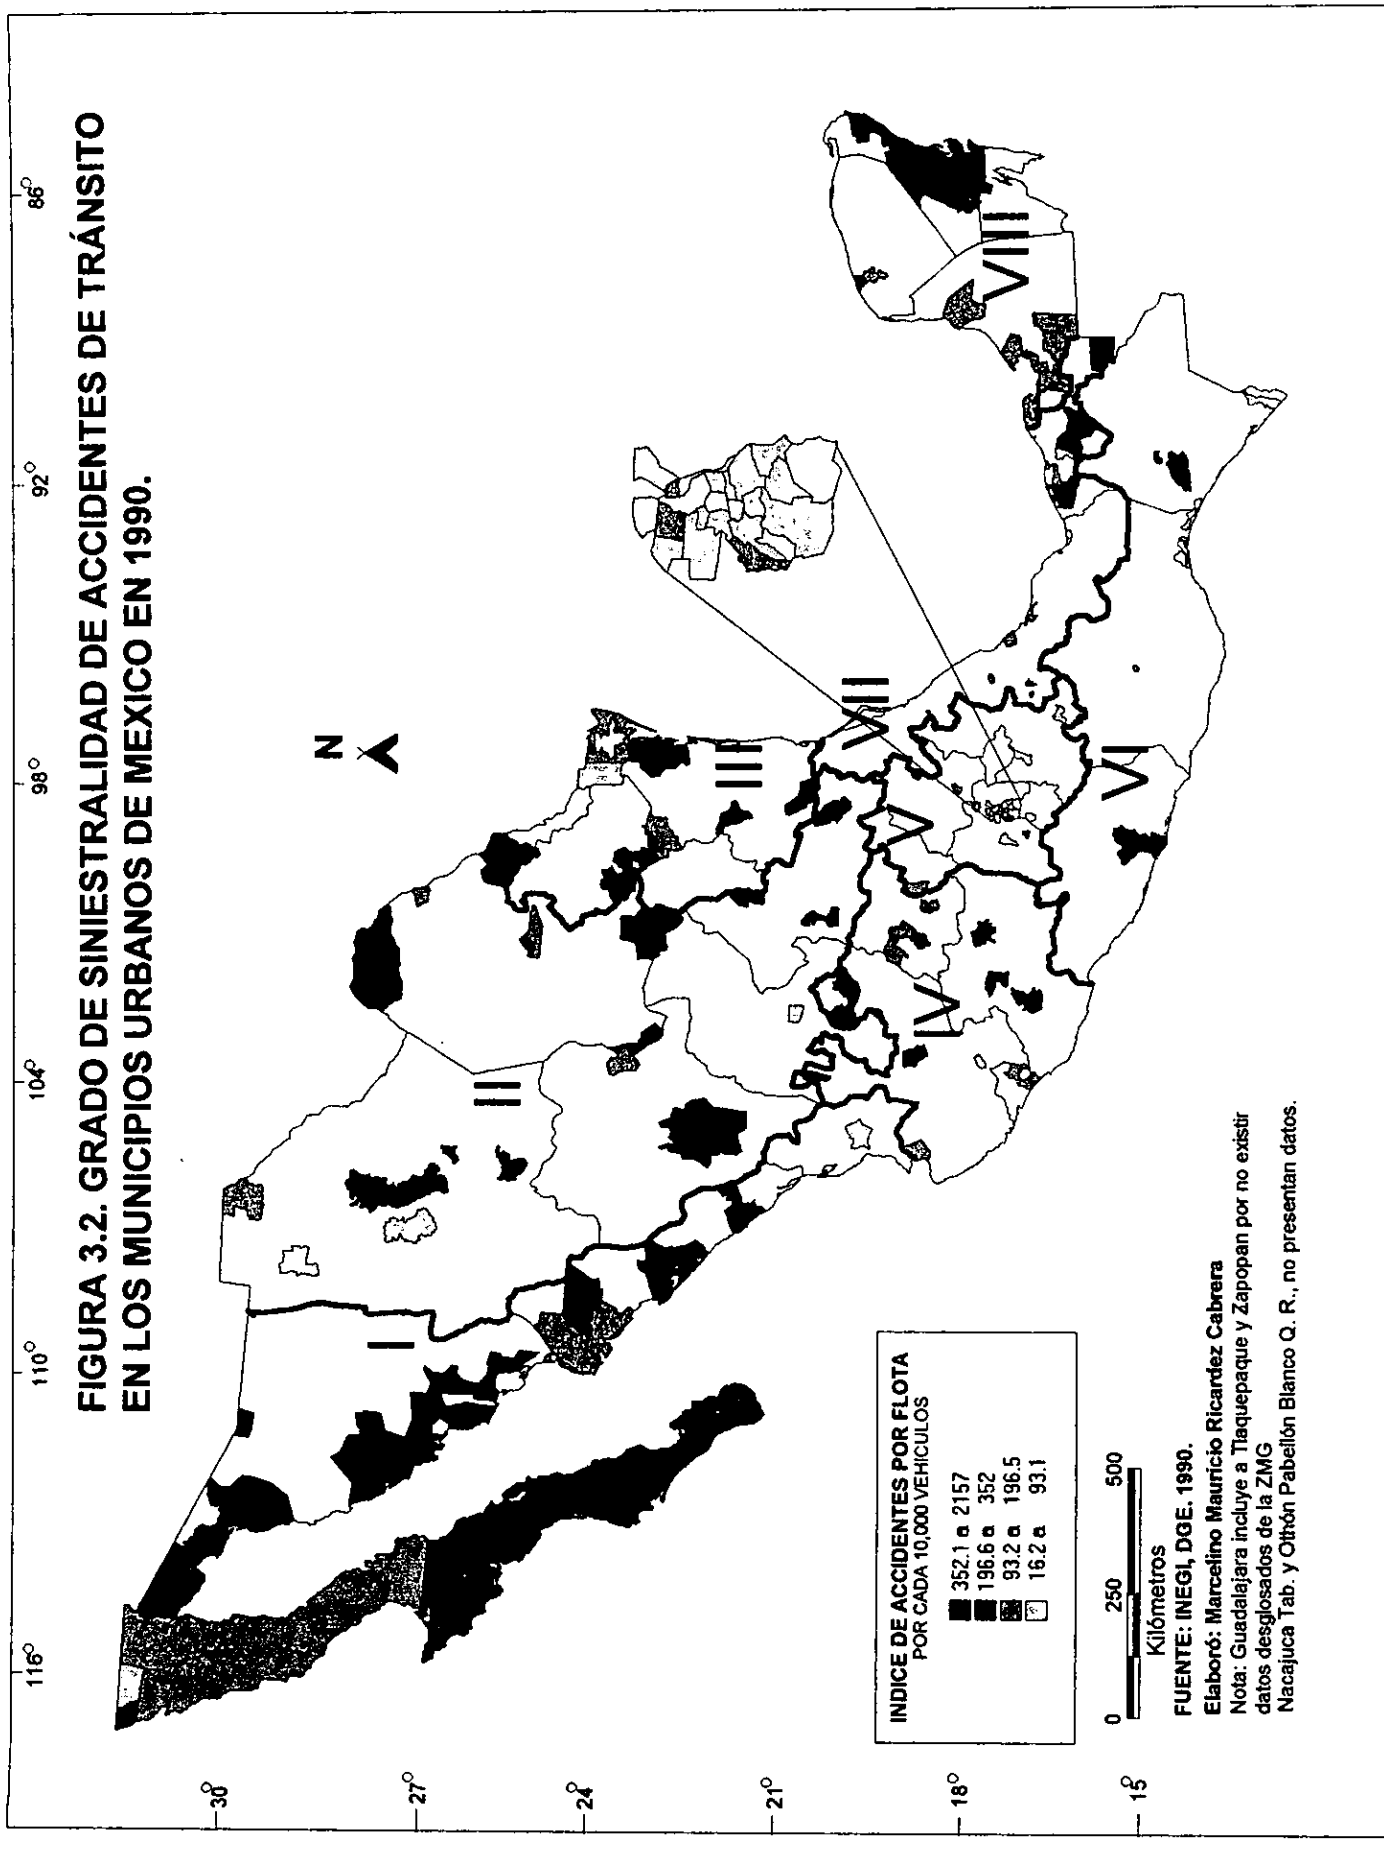 FIGURA 3.2. GRADO DE SINIESTRALIDAD DE ACCIDENTES DE TRÁNSITO
EN LOS MUNICIPIOS URBANOS DE MEXICO EN 1990.
116°
110°
104°
98°
92°
86°
30°
27°
24°
21°
18°
15°
N
I
II
III
IV
V
VI
VII
VIII
INDICE DE ACCIDENTES POR FLOTA
POR CADA 10,000 VEHICULOS
352.1 a 2157
196.6 a 352
93.2 a 196.5
16.2 a 93.1
0 250 500
Kilómetros
FUENTE: INEGI, DGE. 1990.
Elaboró: Marcelino Mauricio Ricardez Cabrera
Nota: Guadalajara incluye a Tlaquepaque y Zapopan por no existir
datos desglosados de la ZMG
Nacajuca Tab. y Othón Pabellón Blanco Q. R., no presentan datos.